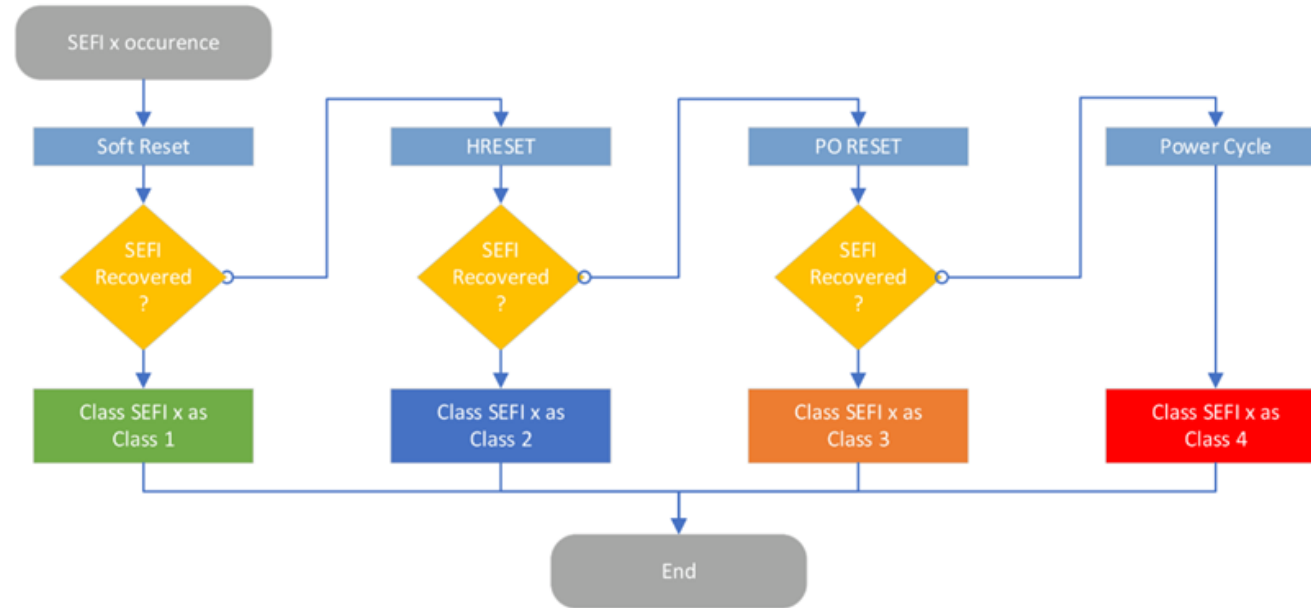 SEFI x occurence
Soft Reset
HRESET
PO RESET
Power Cycle
SEFI
Recovered
?
SEFI
Recovered
?
SEFI
Recovered
?
Class SEFI x as
Class 1
Class SEFI x as
Class 2
Class SEFI x as
Class 3
Class SEFI x as
Class 4
End